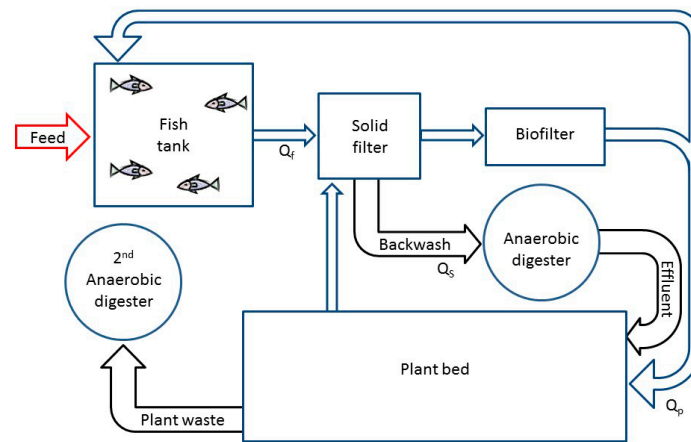 Feed
Fish
tank
Qf
Solid
filter
Biofilter
Backwash
Qs
Anaerobic
digester
Effluent
2nd
Anaerobic
digester
Plant bed
Plant waste
Qp